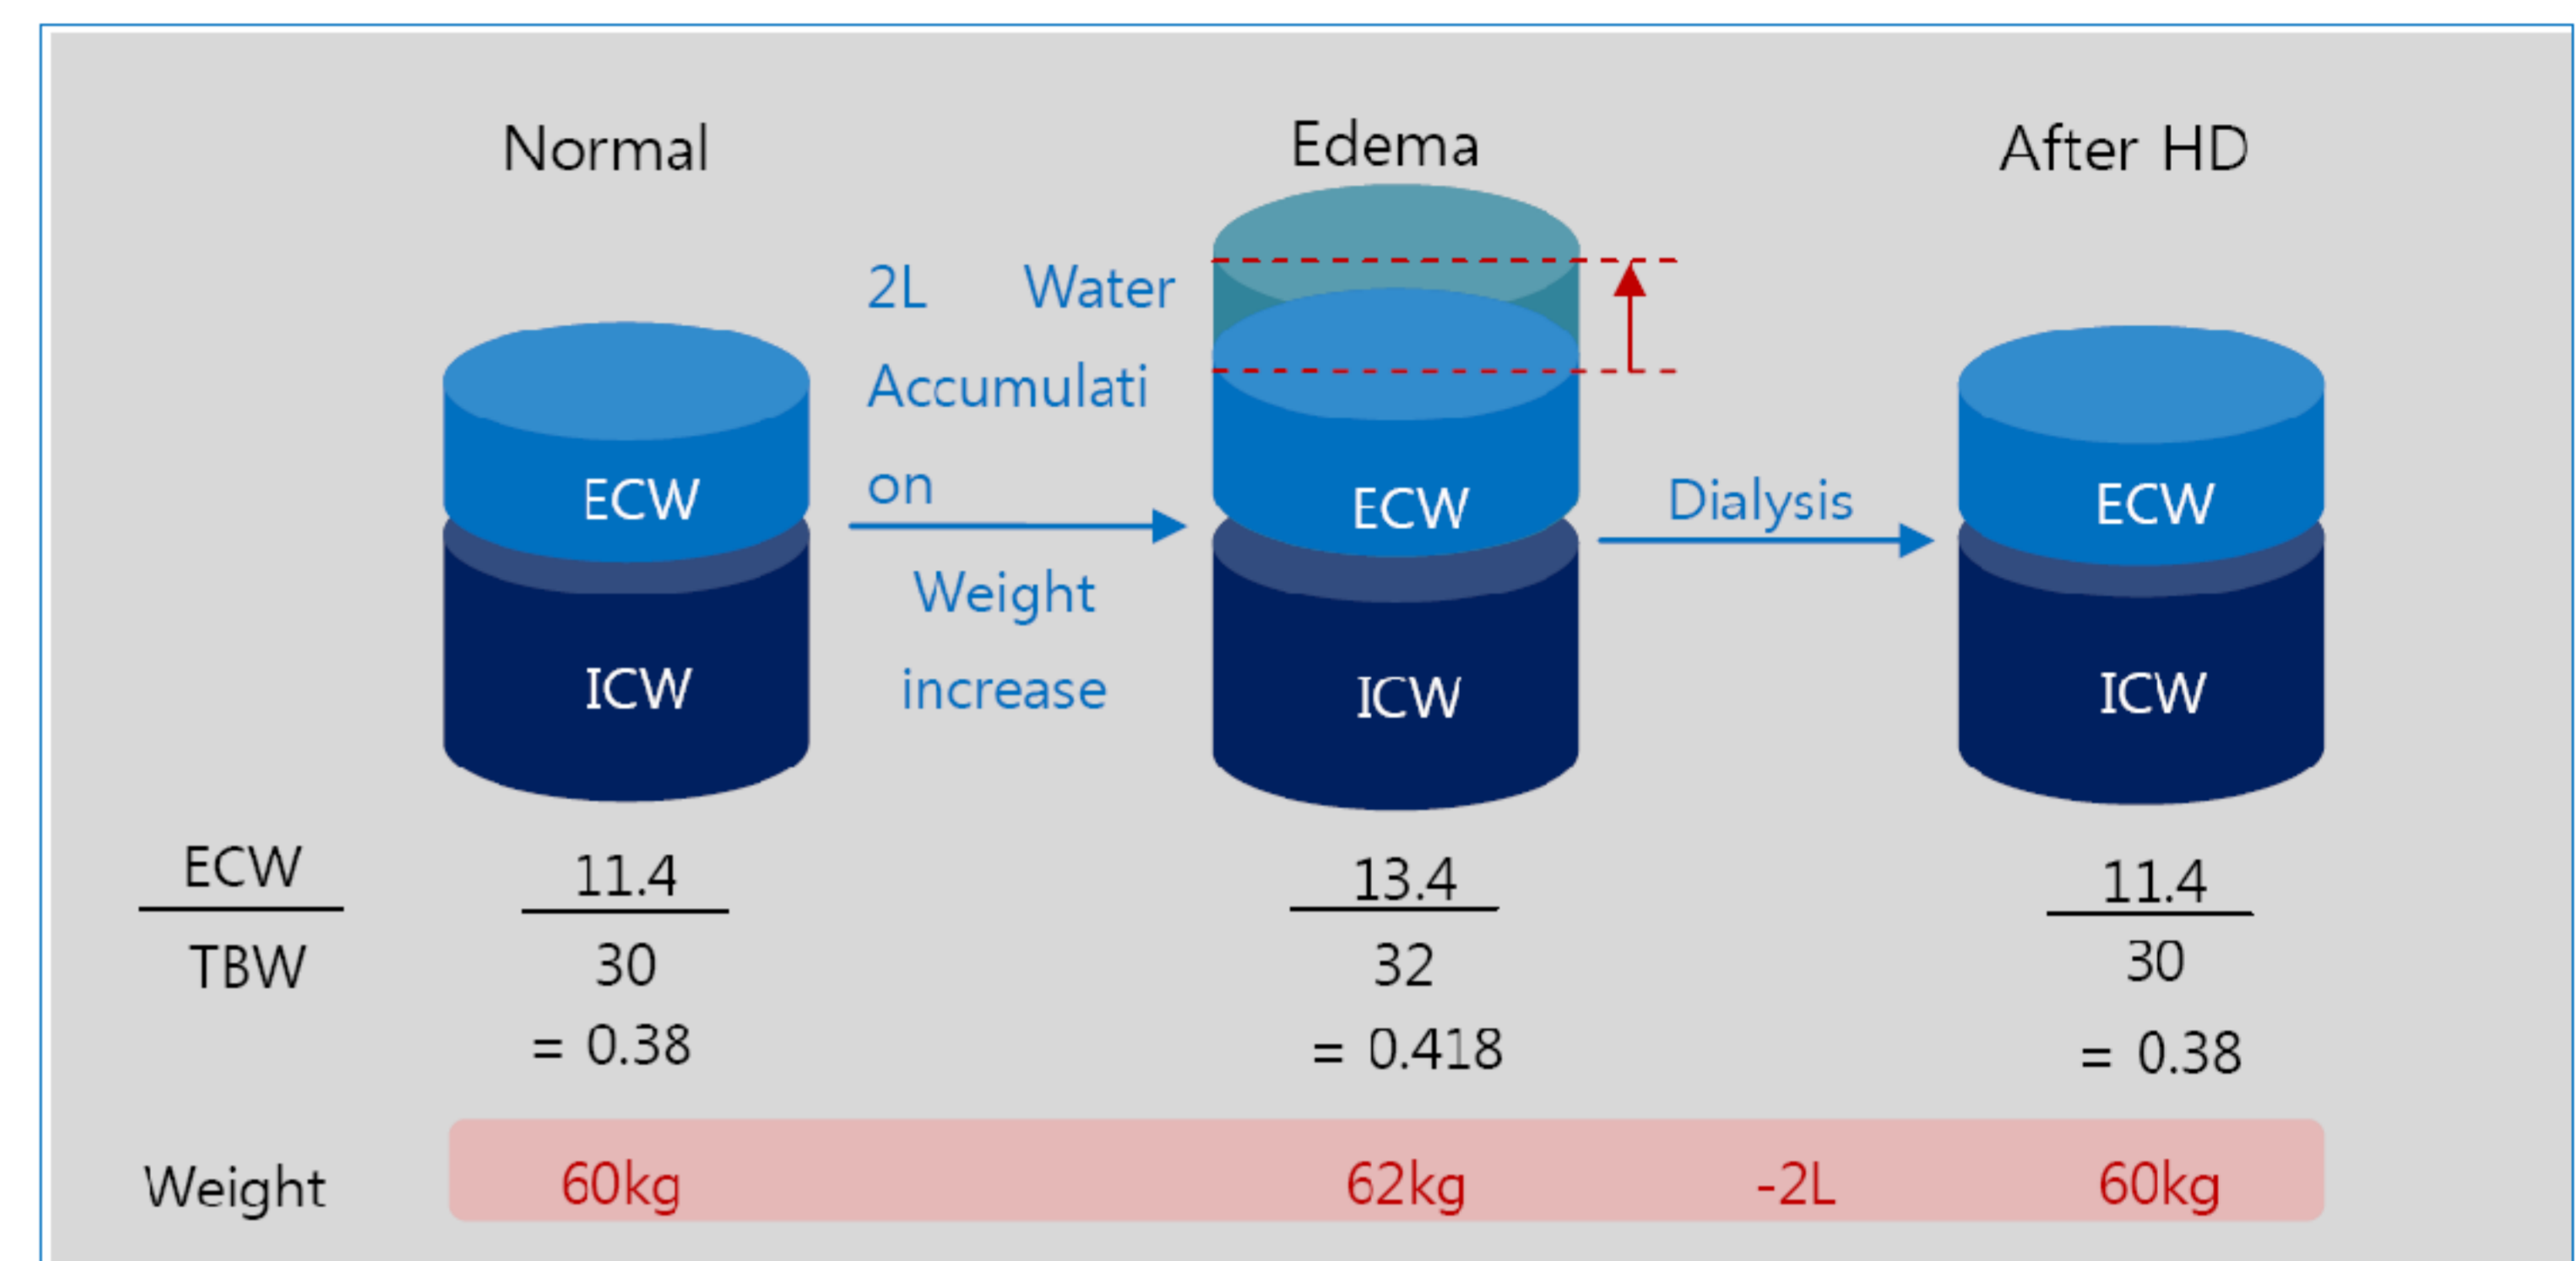 Normal
Edema
After HD
2L Water
Accumulati
on
Weight
increase
Dialysis
ECW
ICW
ECW
ICW
ECW
ICW
ECW
TBW
11.4
30
= 0.38
13.4
32
= 0.418
11.4
30
= 0.38
Weight
60kg
62kg
-2L
60kg